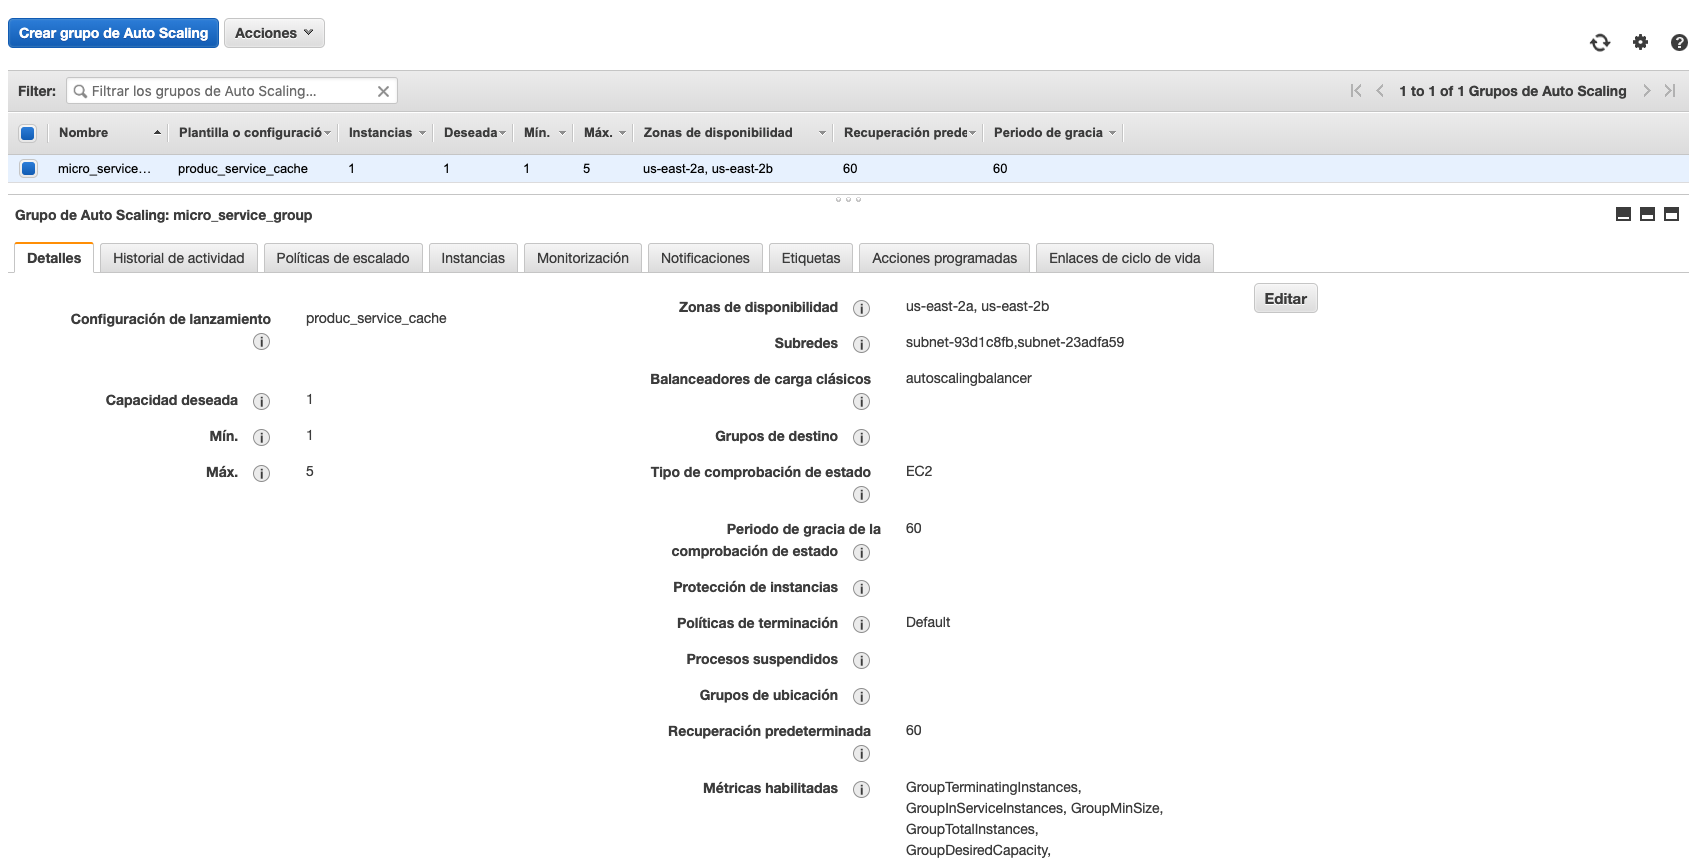 Crear grupo de Auto Scaling
Acciones
Filter:
Filtrar los grupos de Auto Scaling...
1 to 1 of 1 Grupos de Auto Scaling
Nombre
Plantilla o configuració
Instancias
Deseada
Mín.
Máx.
Zonas de disponibilidad
Recuperación prede
Periodo de gracia
micro_service...
produc_service_cache
1
1
1
5
us-east-2a, us-east-2b
60
60
Grupo de Auto Scaling: micro_service_group
Detalles
Historial de actividad
Políticas de escalado
Instancias
Monitorización
Notificaciones
Etiquetas
Acciones programadas
Enlaces de ciclo de vida
Configuración de lanzamiento
produc_service_cache
Capacidad deseada
1
Mín.
1
Máx.
5
Zonas de disponibilidad
us-east-2a, us-east-2b
Editar
Subredes
subnet-93d1c8fb,subnet-23adfa59
Balanceadores de carga clásicos
autoscalingbalancer
Grupos de destino
Tipo de comprobación de estado
EC2
Periodo de gracia de la
comprobación de estado
60
Protección de instancias
Políticas de terminación
Default
Procesos suspendidos
Grupos de ubicación
Recuperación predeterminada
60
Métricas habilitadas
GroupTerminatingInstances,
GroupInServiceInstances, GroupMinSize,
GroupTotalInstances,
GroupDesiredCapacity,